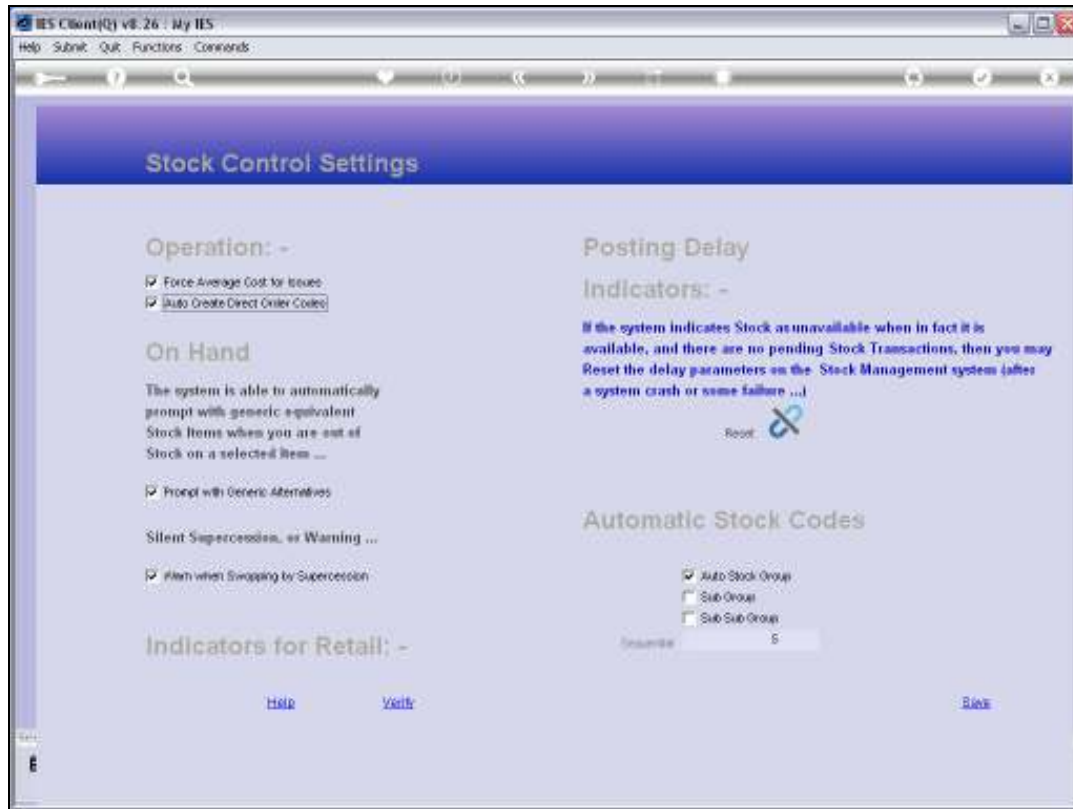 IES Client(Q) v8.26 : My IES
Help Submit Quit Functions Commands
Stock Control Settings
Operation: -
Force Average Cost for Issues
Auto Create Direct Order Codes
On Hand
The system is able to automatically
prompt with generic equivalent
Stock Items when you are out of
Stock on a selected Item ...
Prompt with Generic Alternatives
Silent Supercession, or Warning ...
Warn when Swapping by Supercession
Indicators for Retail: -
Help Verify
Posting Delay
Indicators: -
If the system indicates Stock as unavailable when in fact it is
available, and there are no pending Stock Transactions, then you may
Reset the delay parameters on the Stock Management system (after
a system crash or some failure ...)
Reset
Automatic Stock Codes
Auto Stock Group
Sub Group
Sub Sub Group
Sequential 5
Save